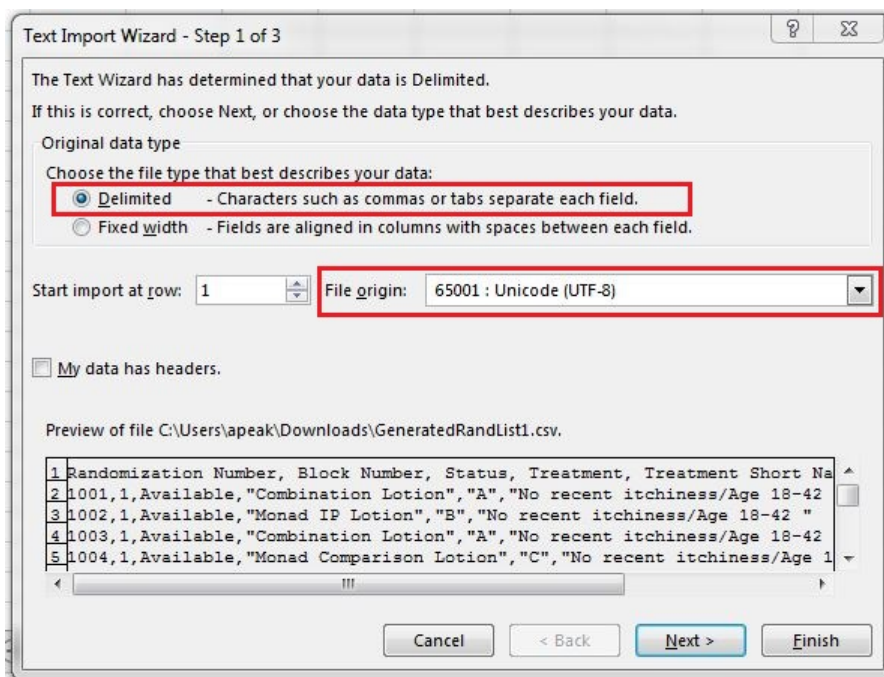 Text Import Wizard - Step 1 of 3
The Text Wizard has determined that your data is Delimited.
If this is correct, choose Next, or choose the data type that best describes your data.
Original data type
Choose the file type that best describes your data:
Delimited - Characters such as commas or tabs separate each field.
Fixed width - Fields are aligned in columns with spaces between each field.
Start import at row: 1 File origin: 65001 : Unicode (UTF-8)
My data has headers.
Preview of file C:\Users\apeak\Downloads\GeneratedRandList1.csv.
1 Randomization Number, Block Number, Status, Treatment, Treatment Short Na
2 1001,1,Available,"Combination Lotion","A","No recent itchiness/Age 18-42
3 1002,1,Available,"Monad IP Lotion","B","No recent itchiness/Age 18-42 "
4 1003,1,Available,"Combination Lotion","A","No recent itchiness/Age 18-42
5 1004,1,Available,"Monad Comparison Lotion","C","No recent itchiness/Age 1
Cancel < Back Next > Finish